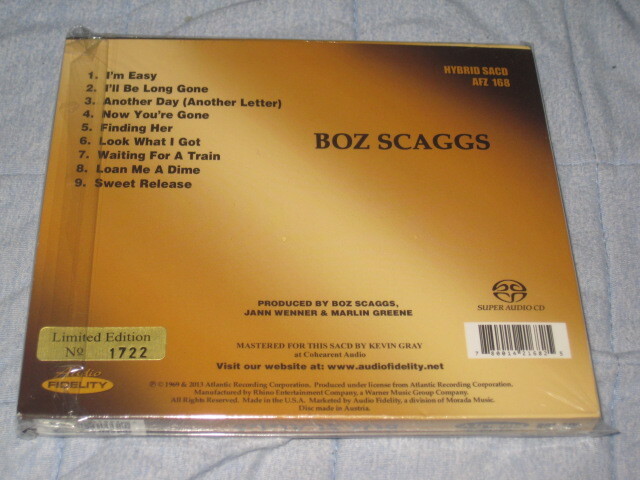 HYBRID SACD
AFZ 168
1. I'm Easy
2. I'll Be Long Gone
3. Another Day (Another Letter)
4. Now You're Gone
5. Finding Her
6. Look What I Got
7. Waiting For A Train
8. Loan Me A Dime
9. Sweet Release
BOZ SCAGGS
PRODUCED BY BOZ SCAGGS,
JANN WENNER & MARLIN GREENE
SUPER AUDIO CD
MASTERED FOR THIS SACD BY KEVIN GRAY
at Cohearent Audio
Visit our website at: www.audiofidelity.net
Limited Edition
Nº 1722
Audio
FIDELITY
℗ © 1969 & 2013 Atlantic Recording Corporation. Produced under license from Atlantic Recording Corporation.
Manufactured by Rhino Entertainment Company, a Warner Music Group Company.
All Rights Reserved. Made in the U.S.A. Marketed by Audio Fidelity, a division of Morada Music.
Disc made in Austria.